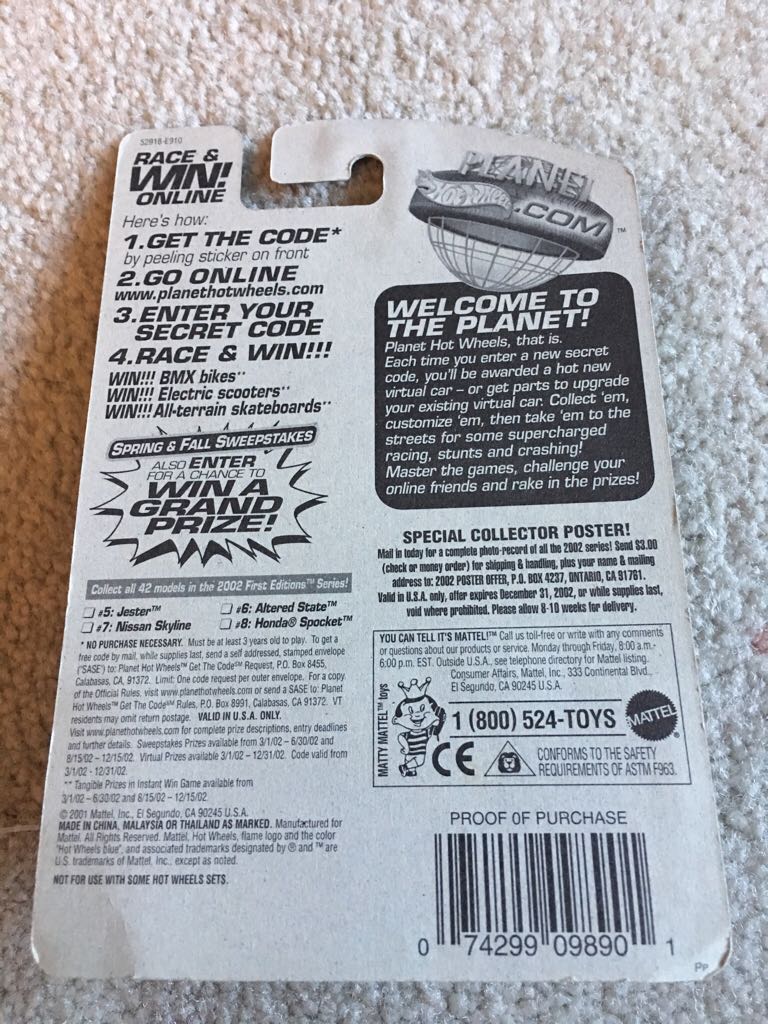 52918-E910
RACE &
WIN!
ONLINE
Here's how:
1. GET THE CODE*
by peeling sticker on front
2. GO ONLINE
www.planethotwheels.com
3. ENTER YOUR
SECRET CODE
4. RACE & WIN!!!
WIN!!! BMX bikes**
WIN!!! Electric scooters**
WIN!!! All-terrain skateboards**
SPRING & FALL SWEEPSTAKES
ALSO ENTER
FOR A CHANCE TO
WIN A
GRAND
PRIZE!
Collect all 42 models in the 2002 First Editions™ Series!
#5: Jester™
#6: Altered State™
#7: Nissan Skyline
#8: Honda® Spocket™
* NO PURCHASE NECESSARY. Must be at least 3 years old to play. To get a
free code by mail, while supplies last, send a self addressed, stamped envelope
("SASE") to: Planet Hot Wheels℠ Get The Code℠ Request, P.O. Box 8455,
Calabasas, CA. 91372. Limit: One code request per outer envelope. For a copy
of the Official Rules, visit www.planethotwheels.com or send a SASE to: Planet
Hot Wheels℠ Get The Code℠ Rules, P.O. Box 8991, Calabasas, CA 91372. VT
residents may omit return postage. VALID IN U.S.A. ONLY.
Visit www.planethotwheels.com for complete prize descriptions, entry deadlines
and further details. Sweepstakes Prizes available from 3/1/02 – 6/30/02 and
8/15/02 – 12/15/02. Virtual Prizes available 3/1/02 – 12/31/02. Code valid from
3/1/02 - 12/31/02.
** Tangible Prizes in Instant Win Game available from
3/1/02 – 6/30/02 and 8/15/02 – 12/15/02.
© 2001 Mattel, Inc., El Segundo, CA 90245 U.S.A.
MADE IN CHINA, MALAYSIA OR THAILAND AS MARKED. Manufactured for
Mattel. All Rights Reserved. Mattel, Hot Wheels, flame logo and the color
"Hot Wheels blue", and associated trademarks designated by ® and ™ are
U.S. trademarks of Mattel, Inc., except as noted.
NOT FOR USE WITH SOME HOT WHEELS SETS.
PLANET
Hot Wheels
.COM™
WELCOME TO
THE PLANET!
Planet Hot Wheels, that is.
Each time you enter a new secret
code, you'll be awarded a hot new
virtual car – or get parts to upgrade
your existing virtual car. Collect 'em,
customize 'em, then take 'em to the
streets for some supercharged
racing, stunts and crashing!
Master the games, challenge your
online friends and rake in the prizes!
SPECIAL COLLECTOR POSTER!
Mail in today for a complete photo-record of all the 2002 series! Send $3.00
(check or money order) for shipping & handling, plus your name & mailing
address to: 2002 POSTER OFFER, P.O. BOX 4237, ONTARIO, CA 91761.
Valid in U.S.A. only, offer expires December 31, 2002, or while supplies last,
void where prohibited. Please allow 8-10 weeks for delivery.
YOU CAN TELL IT'S MATTEL!™ Call us toll-free or write with any comments
or questions about our products or service. Monday through Friday, 8:00 a.m.-
6:00 p.m. EST. Outside U.S.A., see telephone directory for Mattel listing.
Consumer Affairs, Mattel, Inc., 333 Continental Blvd.,
El Segundo, CA 90245 U.S.A.
MATTY MATTEL™ toys
1 (800) 524-TOYS
MATTEL
CE
CONFORMS TO THE SAFETY
REQUIREMENTS OF ASTM F963.
PROOF OF PURCHASE
0 74299 09890 1
PP